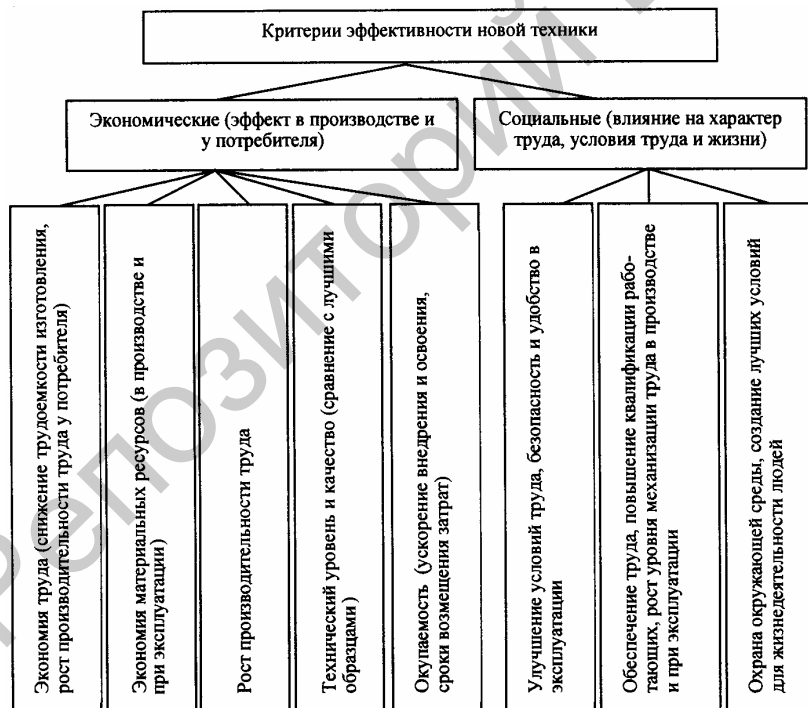 Критерии эффективности новой техники
Экономические (эффект в производстве и
у потребителя)
Социальные (влияние на характер
труда, условия труда и жизни)
Экономия труда (снижение трудоемкости изготовления,
рост производительности труда у потребителя)
Экономия материальных ресурсов (в производстве и
при эксплуатации)
Рост производительности труда
Технический уровень и качество (сравнение с лучшими
образцами)
Окупаемость (ускорение внедрения и освоения,
сроки возмещения затрат)
Улучшение условий труда, безопасность и удобство в
эксплуатации
Обеспечение труда, повышение квалификации рабо-
тающих, рост уровня механизации труда в производстве
и при эксплуатации
Охрана окружающей среды, создание лучших условий
для жизнедеятельности людей
Репозиторий